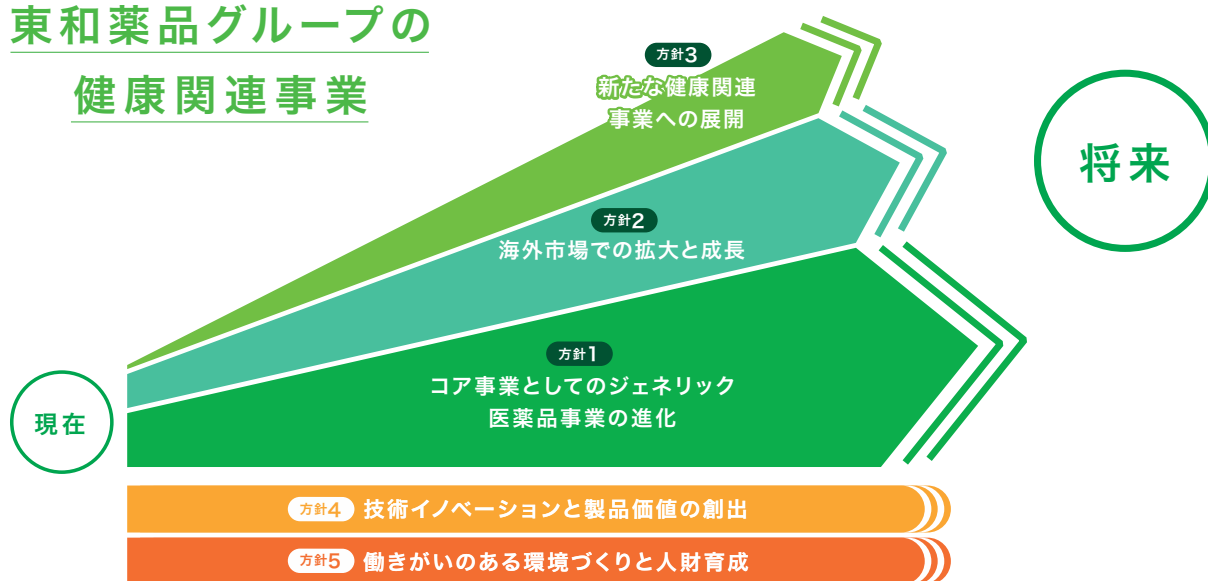 東和薬品グループの
健康関連事業
方針3
新たな健康関連
事業への展開
将来
方針2
海外市場での拡大と成長
方針1
コア事業としてのジェネリック
医薬品事業の進化
現在
方針4 技術イノベーションと製品価値の創出
方針5 働きがいのある環境づくりと人財育成